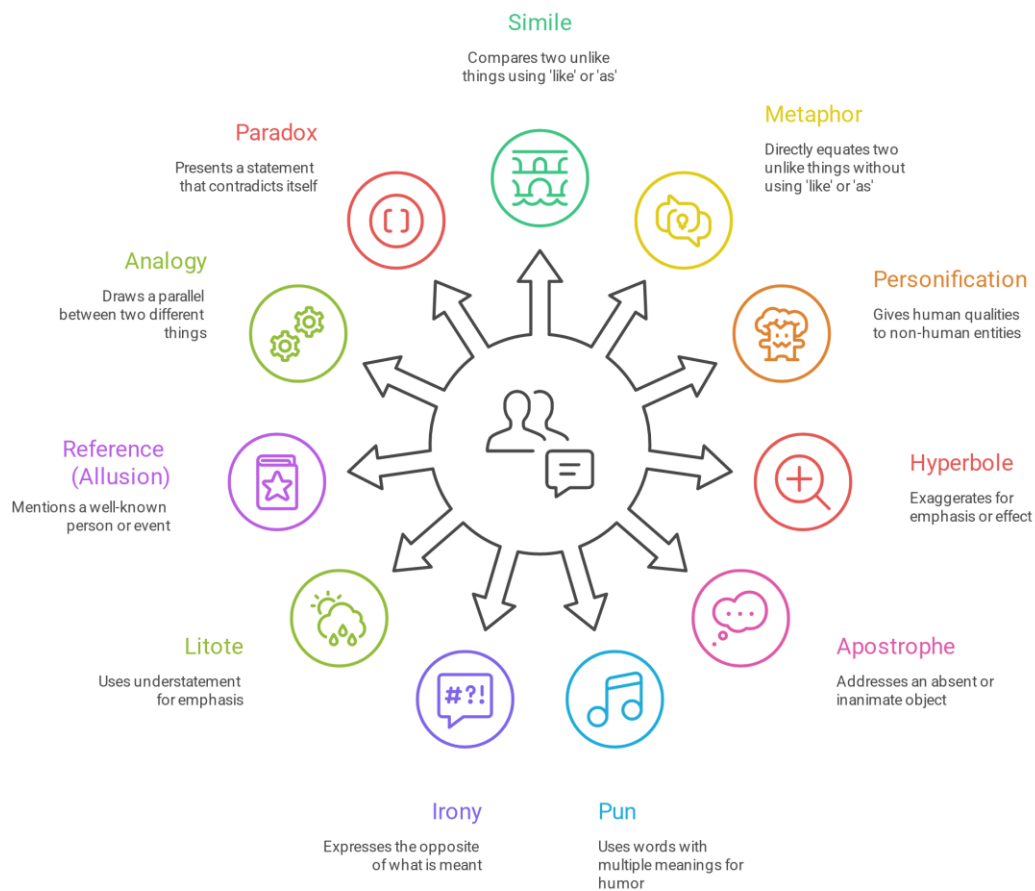 Simile
Compares two unlike
things using 'like' or 'as'
Metaphor
Directly equates two
unlike things without
using 'like' or 'as'
Personification
Gives human qualities
to non-human entities
Hyperbole
Exaggerates for
emphasis or effect
Apostrophe
Addresses an absent or
inanimate object
Pun
Uses words with
multiple meanings for
humor
Irony
Expresses the opposite
of what is meant
#?!
Litote
Uses understatement
for emphasis
Reference
(Allusion)
Mentions a well-known
person or event
Analogy
Draws a parallel
between two different
things
Paradox
Presents a statement
that contradicts itself